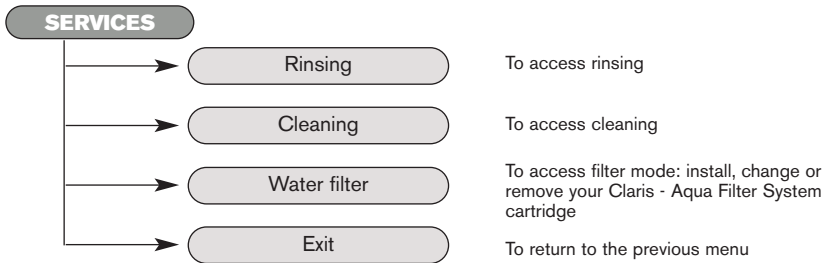 SERVICES
Rinsing
To access rinsing
Cleaning
To access cleaning
Water filter
To access filter mode: install, change or
remove your Claris - Aqua Filter System
cartridge
Exit
To return to the previous menu